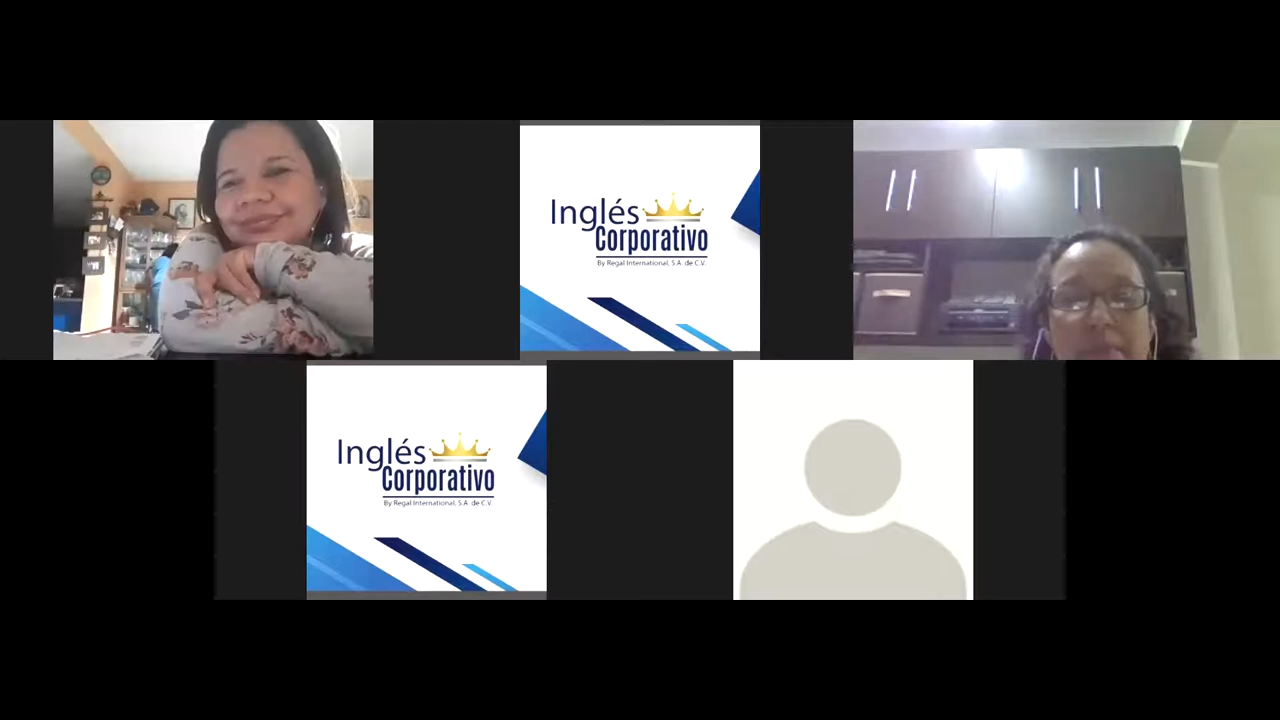 Inglés
Corporativo
By Regal International, S.A. de C.V.
Inglés
Corporativo
By Regal International, S.A. de C.V.